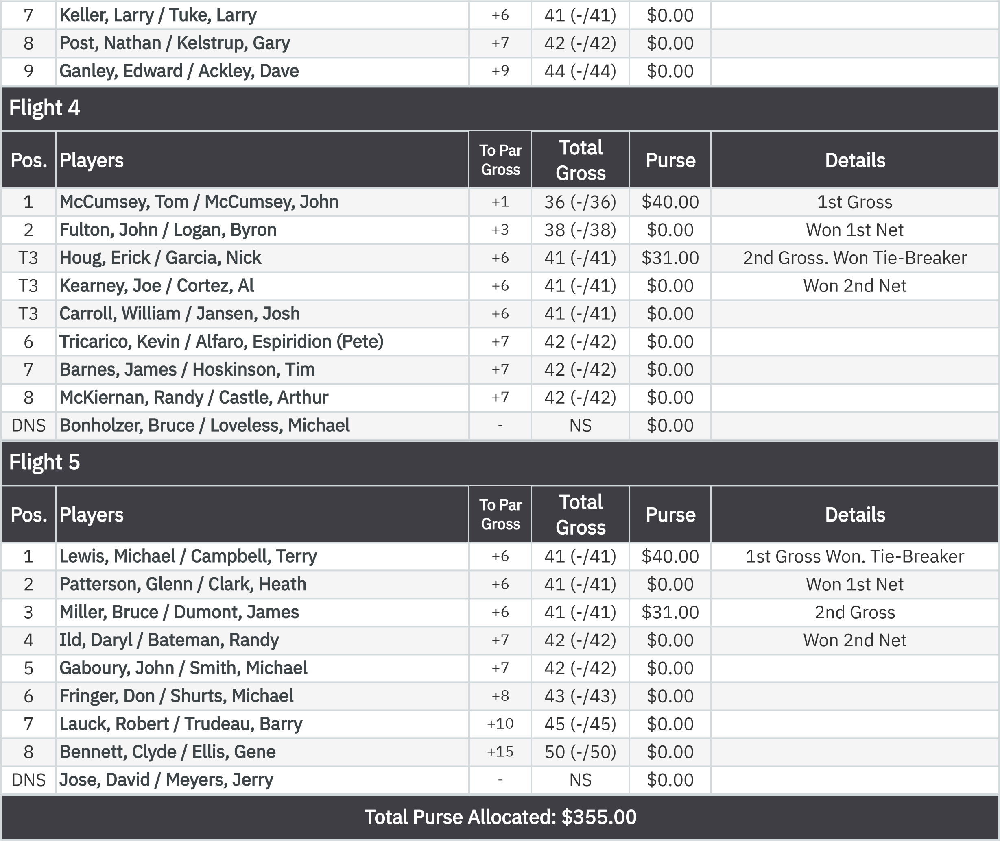 7 Keller, Larry / Tuke, Larry +6 41 (-/41) $0.00
8 Post, Nathan / Kelstrup, Gary +7 42 (-/42) $0.00
9 Ganley, Edward / Ackley, Dave +9 44 (-/44) $0.00
Flight 4
Pos. Players To Par Gross Total Gross Purse Details
1 McCumsey, Tom / McCumsey, John +1 36 (-/36) $40.00 1st Gross
2 Fulton, John / Logan, Byron +3 38 (-/38) $0.00 Won 1st Net
T3 Houg, Erick / Garcia, Nick +6 41 (-/41) $31.00 2nd Gross. Won Tie-Breaker
T3 Kearney, Joe / Cortez, Al +6 41 (-/41) $0.00 Won 2nd Net
T3 Carroll, William / Jansen, Josh +6 41 (-/41) $0.00
6 Tricarico, Kevin / Alfaro, Espiridion (Pete) +7 42 (-/42) $0.00
7 Barnes, James / Hoskinson, Tim +7 42 (-/42) $0.00
8 McKiernan, Randy / Castle, Arthur +7 42 (-/42) $0.00
DNS Bonholzer, Bruce / Loveless, Michael - NS $0.00
Flight 5
Pos. Players To Par Gross Total Gross Purse Details
1 Lewis, Michael / Campbell, Terry +6 41 (-/41) $40.00 1st Gross Won. Tie-Breaker
2 Patterson, Glenn / Clark, Heath +6 41 (-/41) $0.00 Won 1st Net
3 Miller, Bruce / Dumont, James +6 41 (-/41) $31.00 2nd Gross
4 Ild, Daryl / Bateman, Randy +7 42 (-/42) $0.00 Won 2nd Net
5 Gaboury, John / Smith, Michael +7 42 (-/42) $0.00
6 Fringer, Don / Shurts, Michael +8 43 (-/43) $0.00
7 Lauck, Robert / Trudeau, Barry +10 45 (-/45) $0.00
8 Bennett, Clyde / Ellis, Gene +15 50 (-/50) $0.00
DNS Jose, David / Meyers, Jerry - NS $0.00
Total Purse Allocated: $355.00